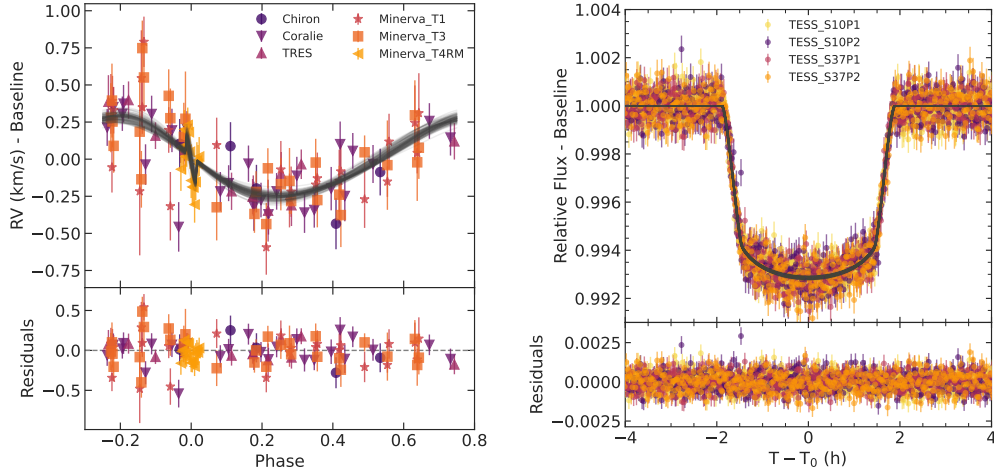 1.00
0.75
0.50
0.25
0.00
−0.25
−0.50
−0.75
RV (km/s) - Baseline
Chiron
Coralie
TRES
Minerva_T1
Minerva_T3
Minerva_T4RM
0.5
0.0
−0.5
Residuals
−0.2
0.0
0.2
0.4
0.6
0.8
Phase
1.004
1.002
1.000
0.998
0.996
0.994
0.992
Relative Flux - Baseline
TESS_S10P1
TESS_S10P2
TESS_S37P1
TESS_S37P2
0.0025
0.0000
−0.0025
Residuals
−4
−2
0
2
4
T − T0 (h)